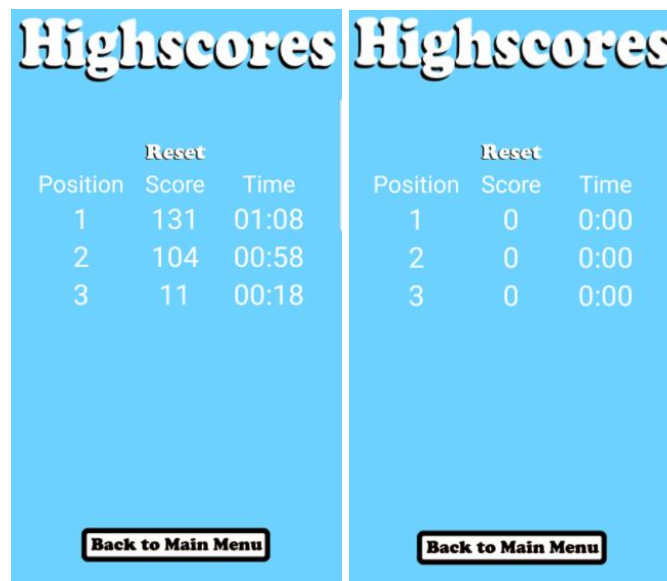 Highscores
Reset
Position Score Time
1 131 01:08
2 104 00:58
3 11 00:18
Back to Main Menu
Highscores
Reset
Position Score Time
1 0 0:00
2 0 0:00
3 0 0:00
Back to Main Menu